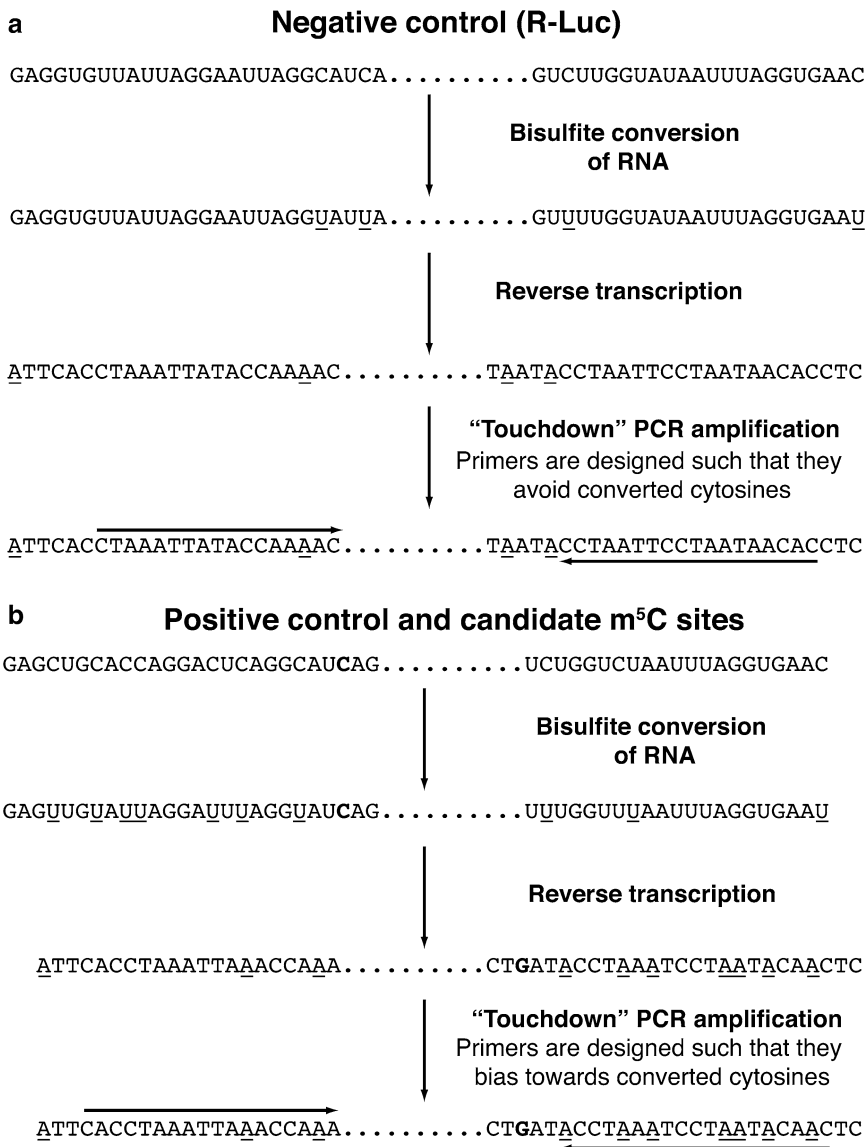 a
Negative control (R-Luc)
GAGGUGUUAUUAGGAAUUAGGCAUCA..........GUCUUGGUAUAAUUUAGGUGAAC
Bisulfite conversion
of RNA
GAGGUGUUAUUAGGAAUUAGGUAUUA..........GUUUUGGUAUAAUUUAGGUGAAU
Reverse transcription
ATTCACCTAAATTATACCAAAAC..........TAATACCTAATTCCTAATAACACCTC
“Touchdown” PCR amplification
Primers are designed such that they
avoid converted cytosines
ATTCACCTAAATTATACCAAAAC..........TAATACCTAATTCCTAATAACACCTC
b
Positive control and candidate m⁵C sites
GAGCUGCACCAGGACUCAGGCAUCAG..........UCUGGUCUAAUUUAGGUGAAC
Bisulfite conversion
of RNA
GAGUUGUAUUAGGAUUUAGGUAUCAG..........UUUGGUUUAAUUUAGGUGAAU
Reverse transcription
ATTCACCTAAATTAAACCAAA..........CTGATACCTAAATCCTAATACAACTC
“Touchdown” PCR amplification
Primers are designed such that they
bias towards converted cytosines
ATTCACCTAAATTAAACCAAA..........CTGATACCTAAATCCTAATACAACTC